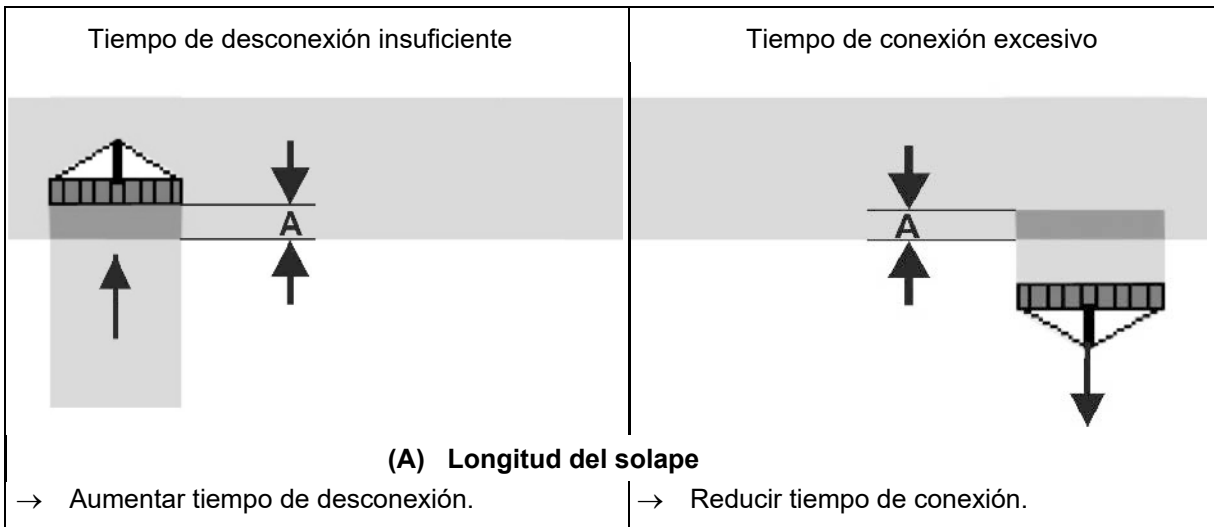 Tiempo de desconexión insuficiente
Tiempo de conexión excesivo
A
A
(A) Longitud del solape
→ Aumentar tiempo de desconexión.
→ Reducir tiempo de conexión.